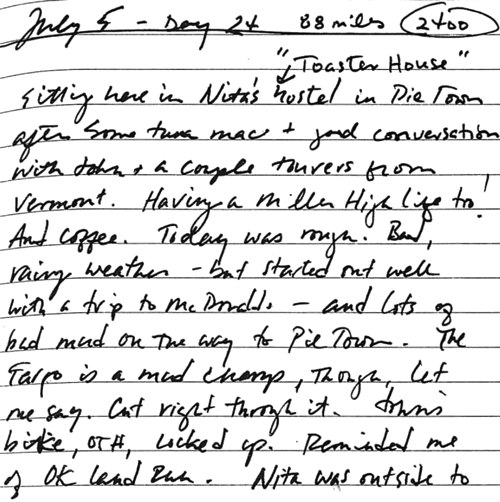 July 5 - Day 24 88 miles 2400
"Toaster House"
Sitting here in Nita's hostel in Pie Town
after some tuna mac + good conversation
with John + a couple tourers from
Vermont. Having a Miller High Life too!
And coffee. Today was rough. Bad,
rainy weather - but started out well
with a trip to McDonalds - and lots of
bad mud on the way to Pie Town. The
Fargo is a mud champ, though, let
me say. Cut right through it. John's
bike, OTH, locked up. Reminded me
of OK Land Run. Nita was outside to